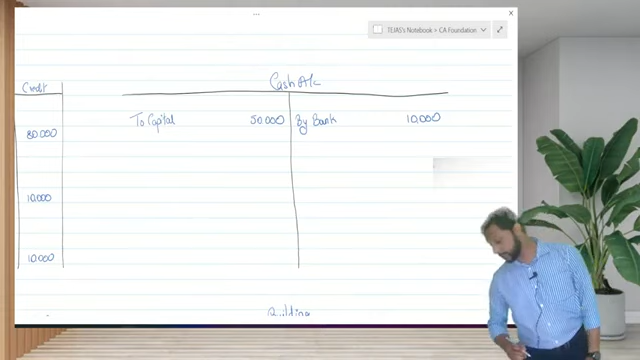 TEJAS's Notebook > CA Foundation
Cash A/c
Credit
To Capital 50,000 By Bank 10,000
80,000
10,000
10,000
Building